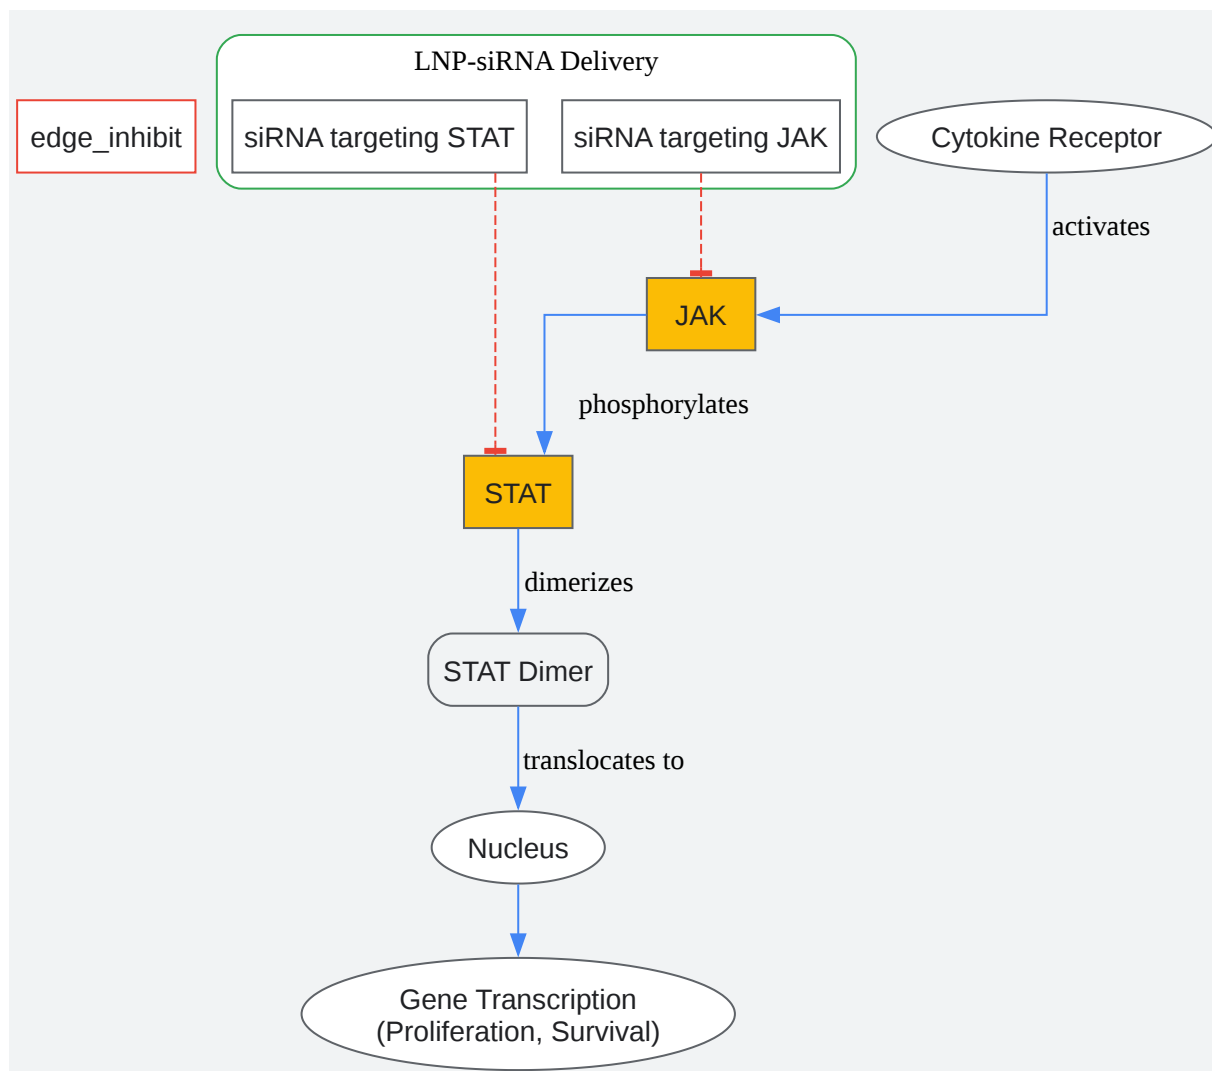 LNP-siRNA Delivery
edge_inhibit
siRNA targeting STAT
siRNA targeting JAK
Cytokine Receptor
activates
JAK
phosphorylates
STAT
dimerizes
STAT Dimer
translocates to
Nucleus
Gene Transcription
(Proliferation, Survival)